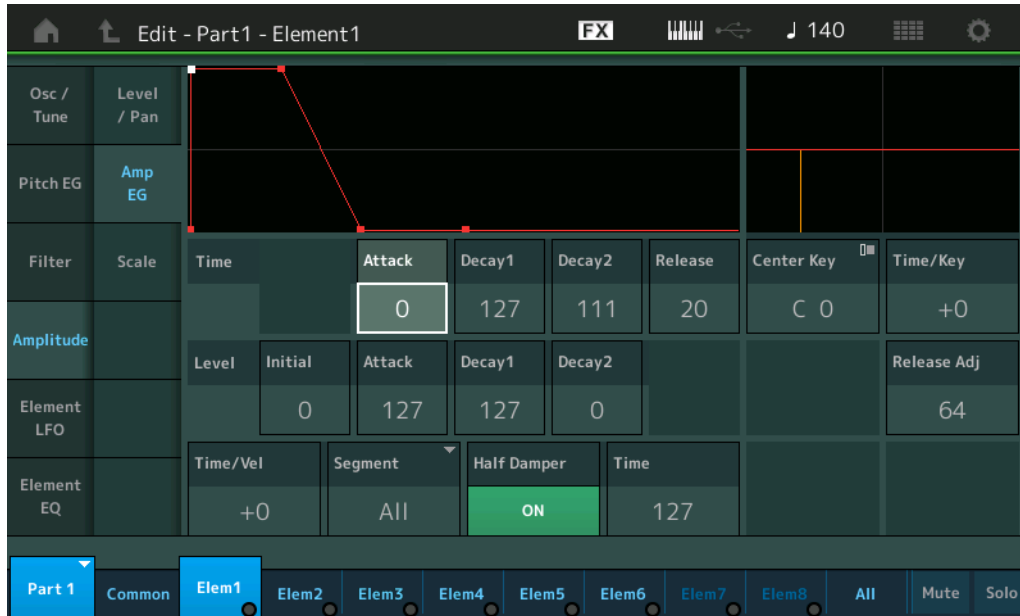 Edit - Part1 - Element1 FX ♩ 140
Osc /
Tune
Level
/ Pan
Pitch EG
Amp
EG
Filter
Scale
Amplitude
Element
LFO
Element
EQ
Time Attack Decay1 Decay2 Release Center Key Time/Key
0 127 111 20 C 0 +0
Level Initial Attack Decay1 Decay2 Release Adj
0 127 127 0 64
Time/Vel Segment Half Damper Time
+0 All ON 127
Part 1 Common Elem1 Elem2 Elem3 Elem4 Elem5 Elem6 Elem7 Elem8 All Mute Solo